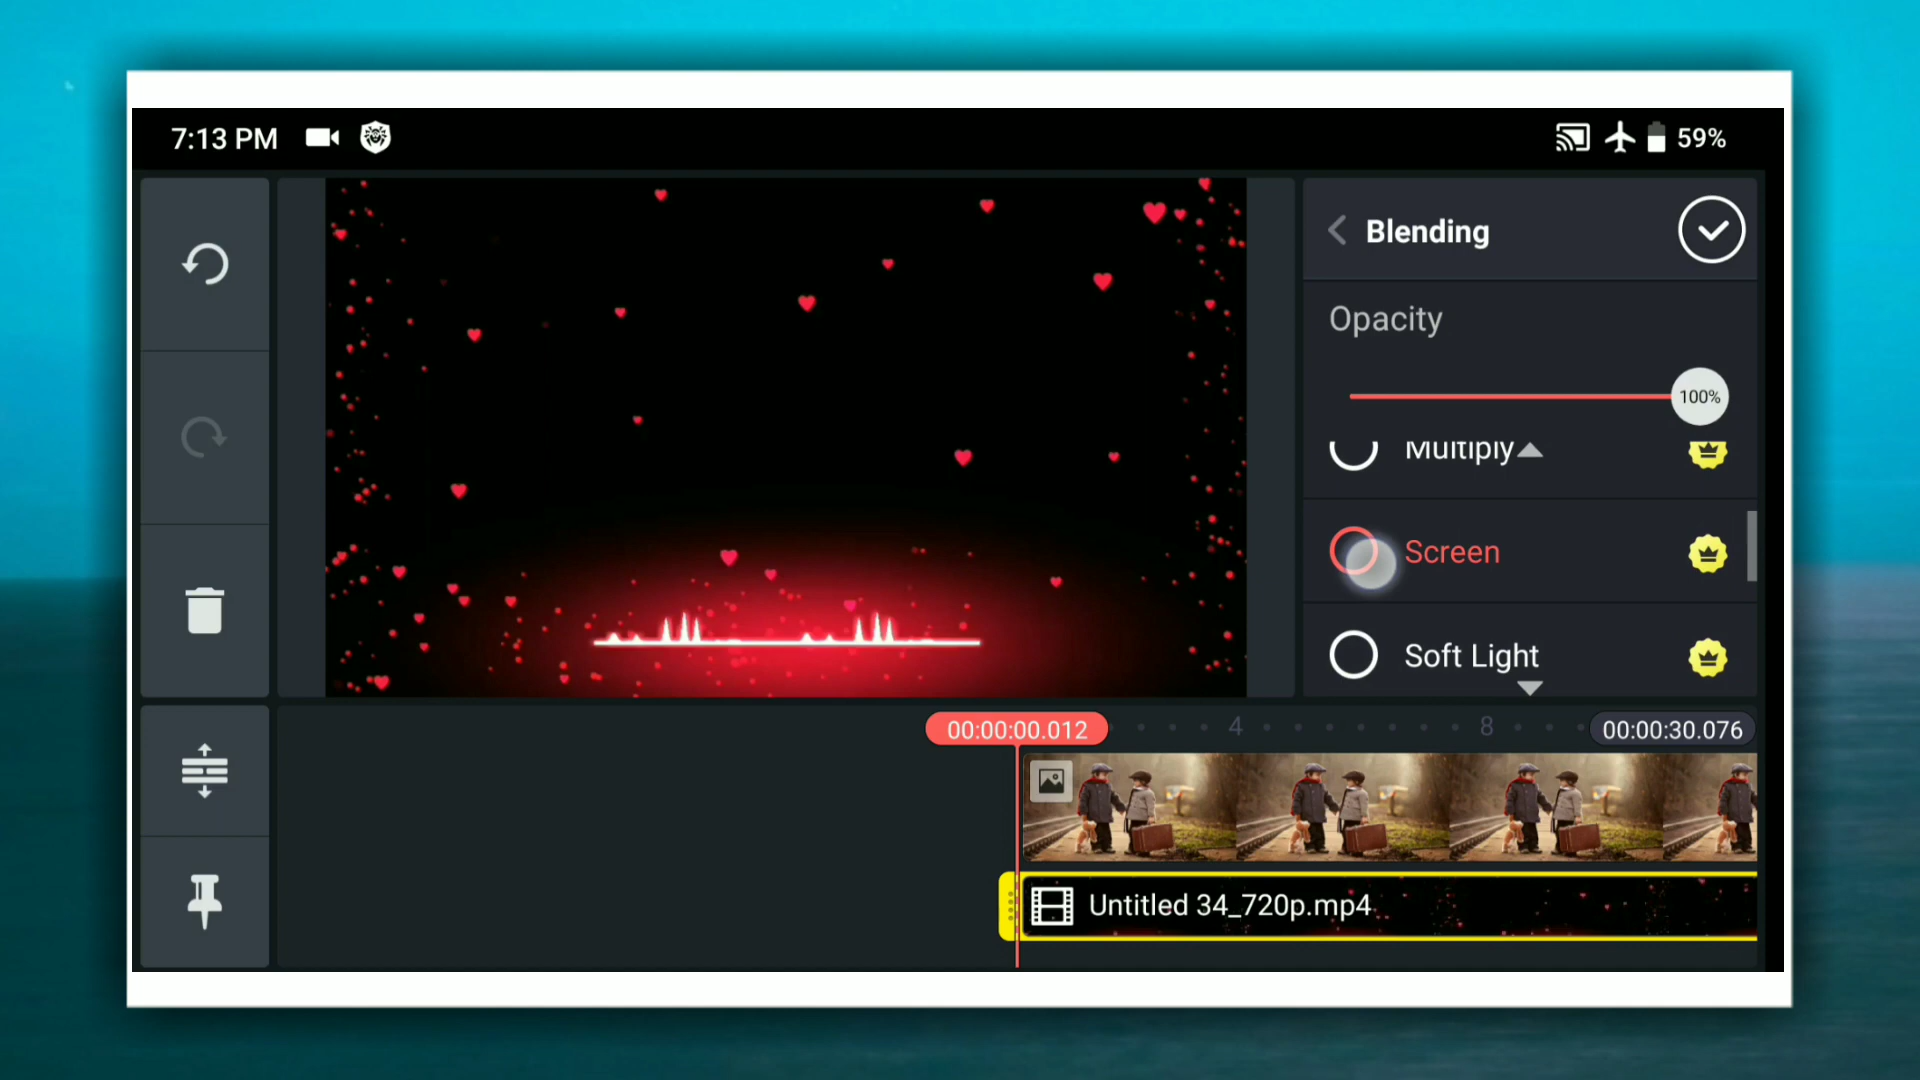 7:13 PM
59%
Blending
Opacity
100%
Multiply
Screen
Soft Light
00:00:00.012
4
8
00:00:30.076
Untitled 34_720p.mp4